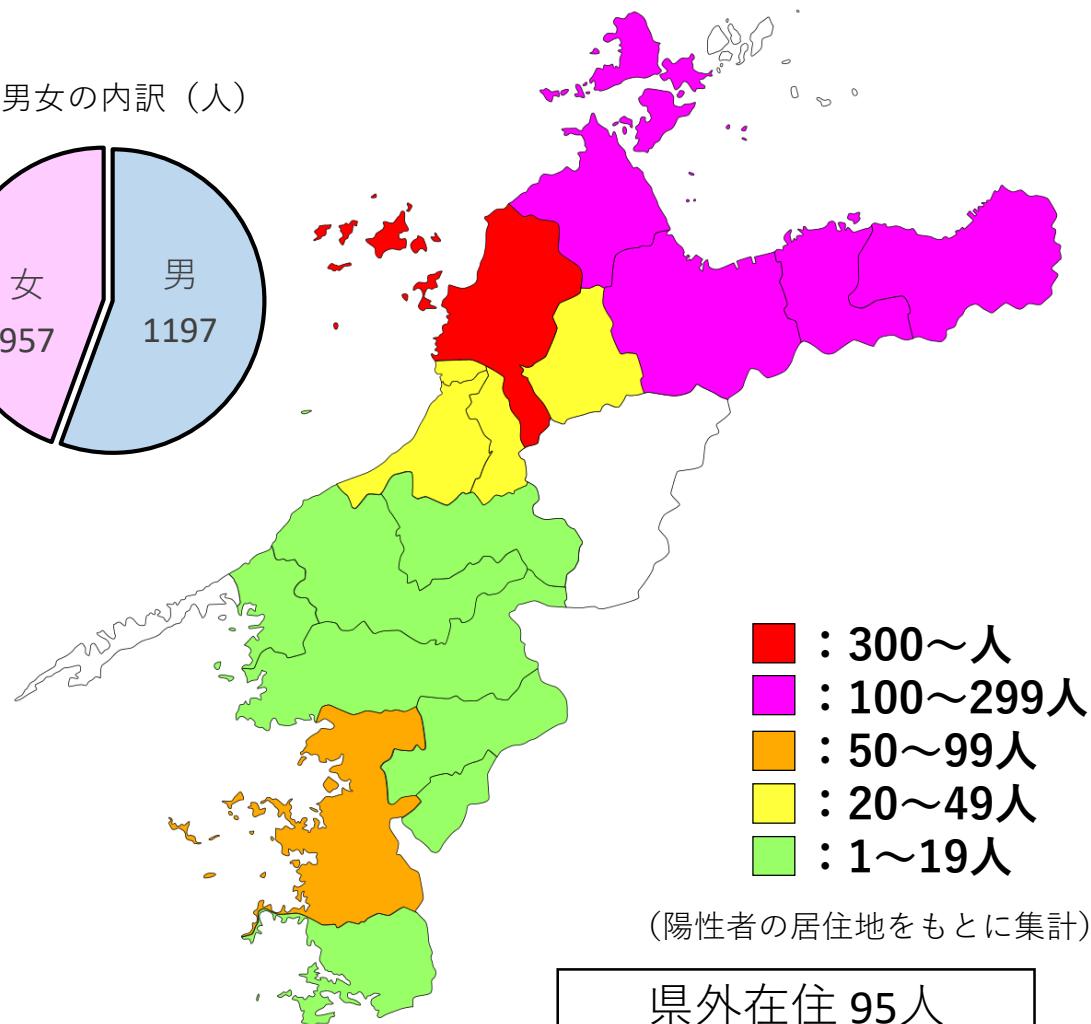 男女の内訳（人）
女
957
男
1197
：300～人
：100～299人
：50～99人
：20～49人
：1～19人
（陽性者の居住地をもとに集計）
県外在住 95人